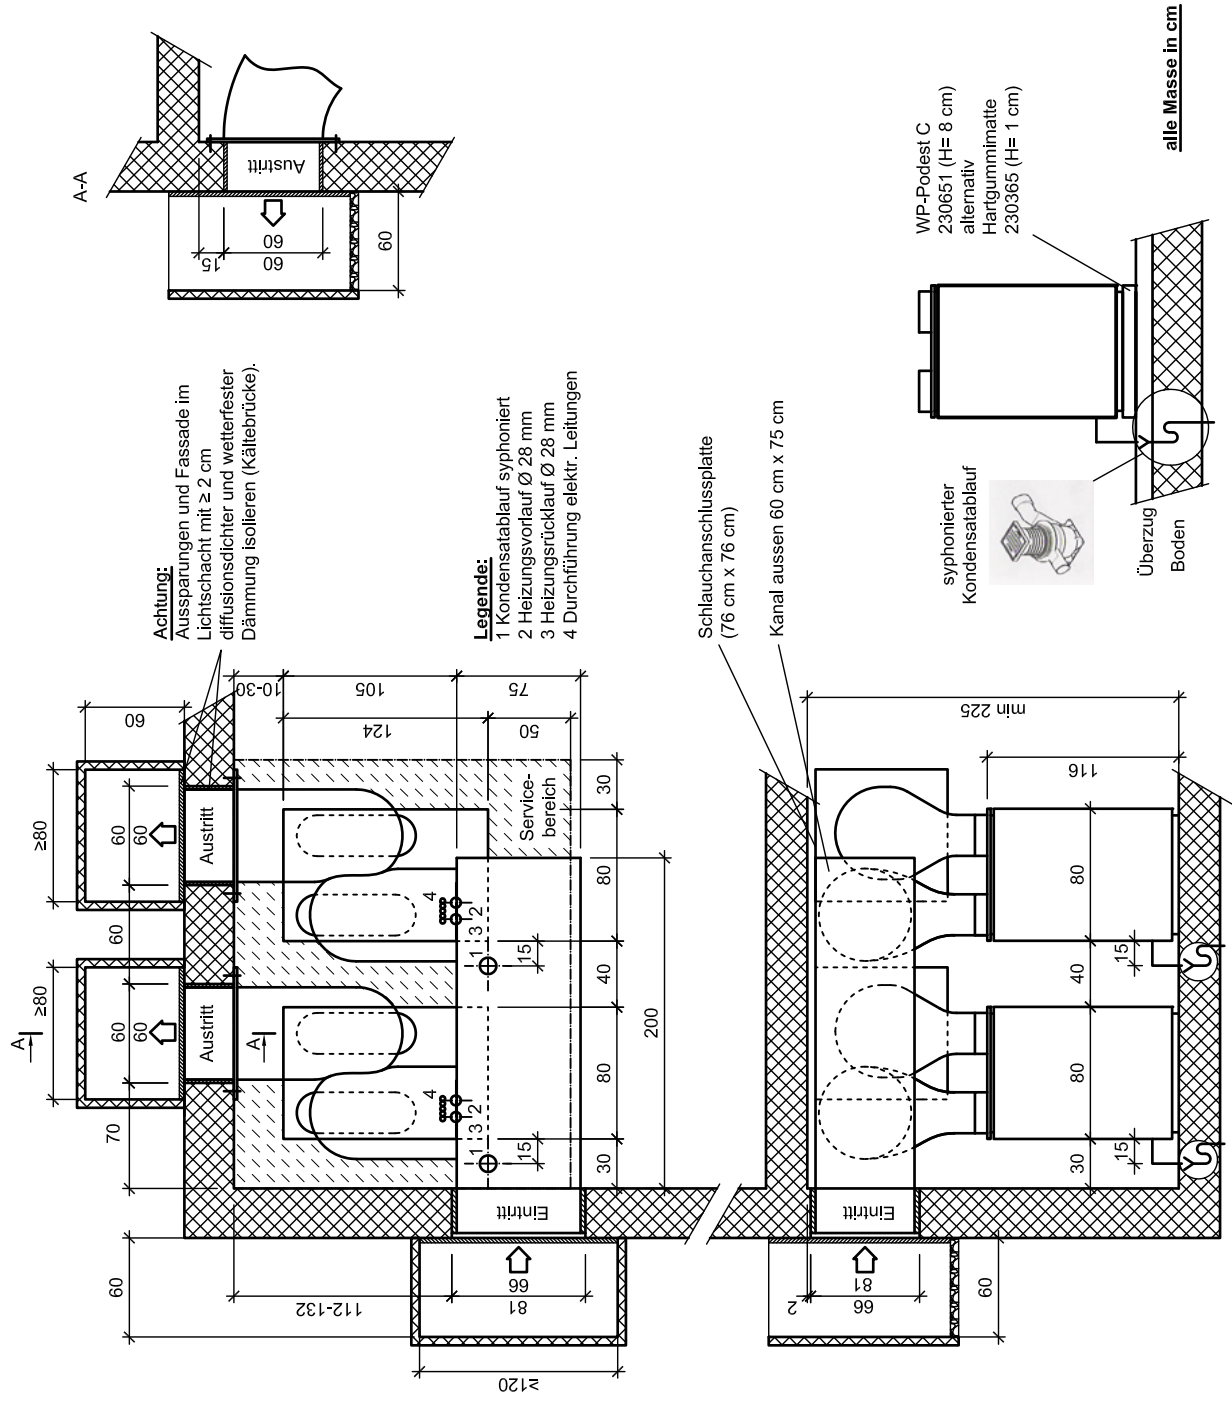 A-A
Austritt
15
60
60
60
Achtung:
Aussparungen und Fassade im
Lichtschacht mit ≥ 2 cm
diffusionsdichter und wetterfester
Dämmung isolieren (Kältebrücke).
Legende:
1 Kondensatablauf syphoniert
2 Heizungsvorlauf Ø 28 mm
3 Heizungsrücklauf Ø 28 mm
4 Durchführung elektr. Leitungen
≥80
60
60
60
Austritt
60
≥80
60
60
Austritt
A
A
70
10-30
105
75
124
50
Service-
bereich
30
80
40
80
30
4
3 2
1
15
4
3 2
1
15
200
Eintritt
60
112-132
66
81
≥120
Schlauchanschlussplatte
(76 cm x 76 cm)
Kanal aussen 60 cm x 75 cm
min 225
116
80
15
40
80
15
30
Eintritt
2
81
66
60
WP-Podest C
230651 (H= 8 cm)
alternativ
Hartgummimatte
230365 (H= 1 cm)
syphonierter
Kondensatablauf
Überzug
Boden
alle Masse in cm